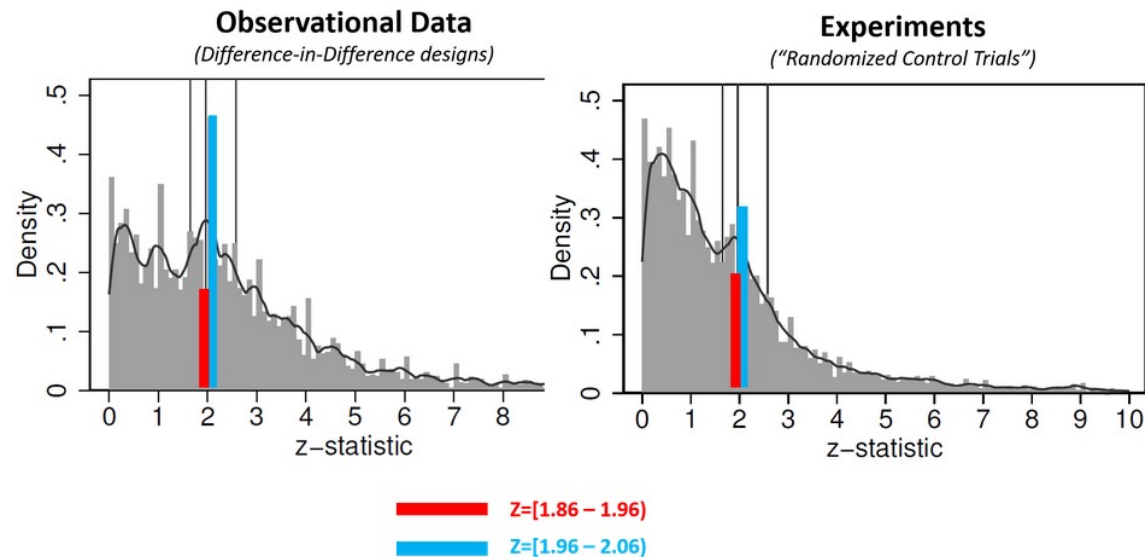 Observational Data
(Difference-in-Difference designs)
Density
.5
.4
.3
.2
.1
0
0 1 2 3 4 5 6 7 8
z−statistic
Experiments
("Randomized Control Trials")
Density
.5
.4
.3
.2
.1
0
0 1 2 3 4 5 6 7 8 9 10
z−statistic
Z=[1.86 – 1.96)
Z=[1.96 – 2.06)